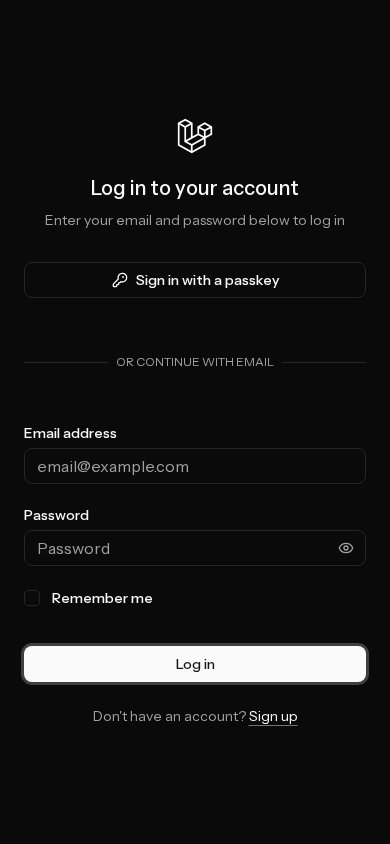 Log in to your account
Enter your email and password below to log in
Sign in with a passkey
OR CONTINUE WITH EMAIL
Email address
email@example.com
Password
Password
Remember me
Log in
Don't have an account? Sign up